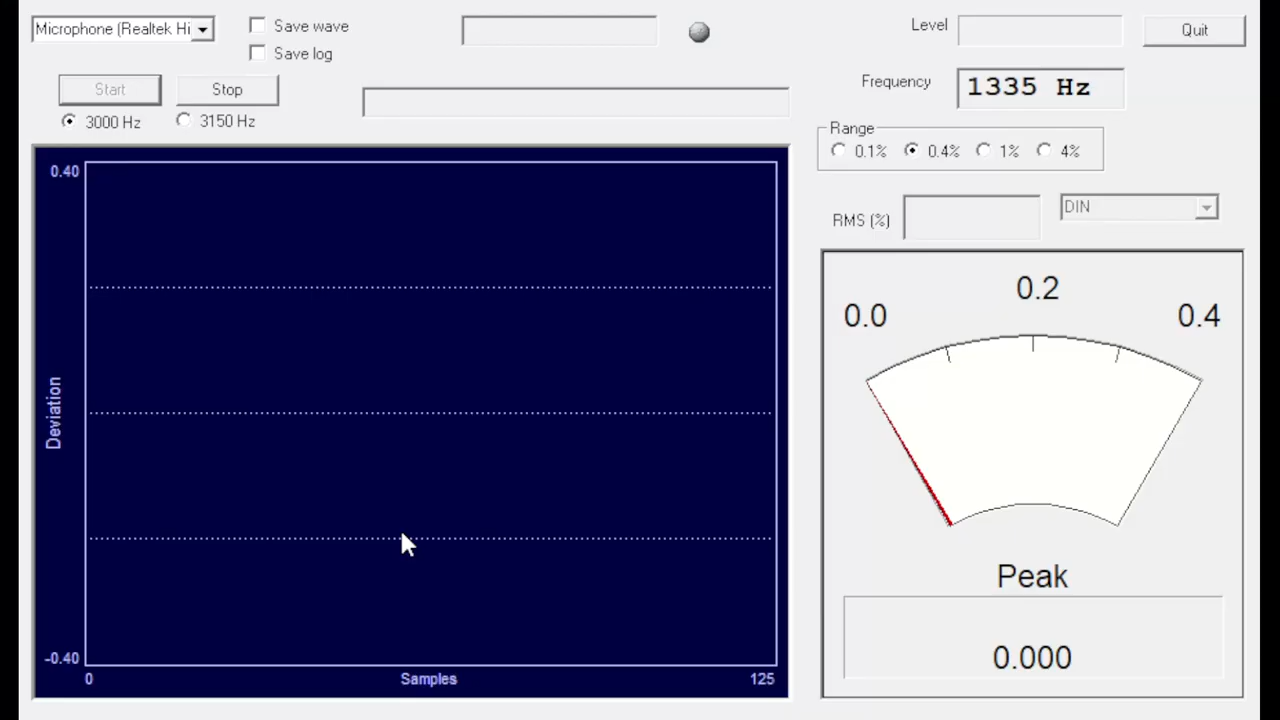 Microphone (Realtek Hi
Save wave
Save log
Level
Quit
Start
Stop
Frequency
1335 Hz
3000 Hz
3150 Hz
Range
0.1%
0.4%
1%
4%
RMS (%)
DIN
0.40
Deviation
-0.40
0
Samples
125
0.0
0.2
0.4
Peak
0.000